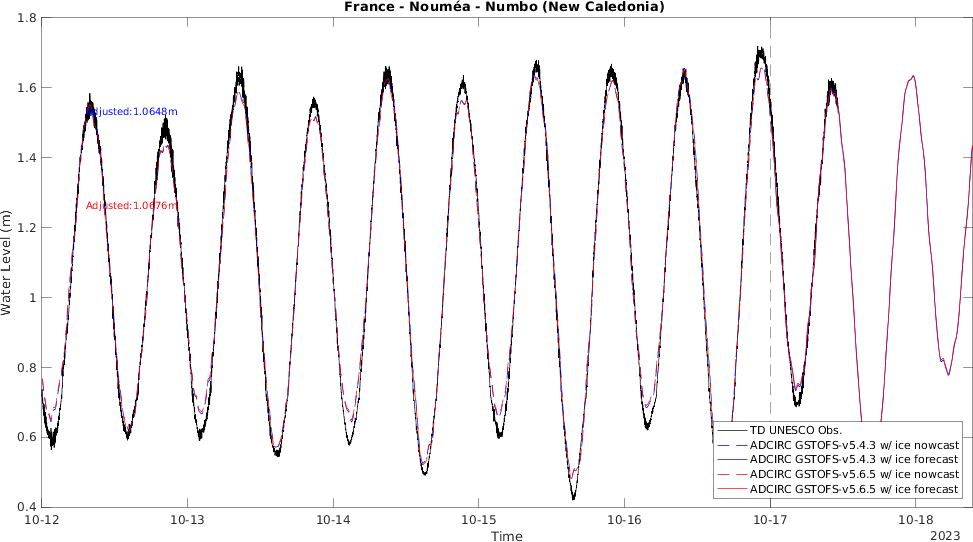 France - Nouméa - Numbo (New Caledonia)
1.8
1.6
1.4
1.2
1
0.8
0.6
0.4
Water Level (m)
Adjusted:1.0648m
Adjusted:1.0676m
TD UNESCO Obs.
ADCIRC GSTOFS-v5.4.3 w/ ice nowcast
ADCIRC GSTOFS-v5.4.3 w/ ice forecast
ADCIRC GSTOFS-v5.6.5 w/ ice nowcast
ADCIRC GSTOFS-v5.6.5 w/ ice forecast
10-12 10-13 10-14 10-15 10-16 10-17 10-18
Time
2023